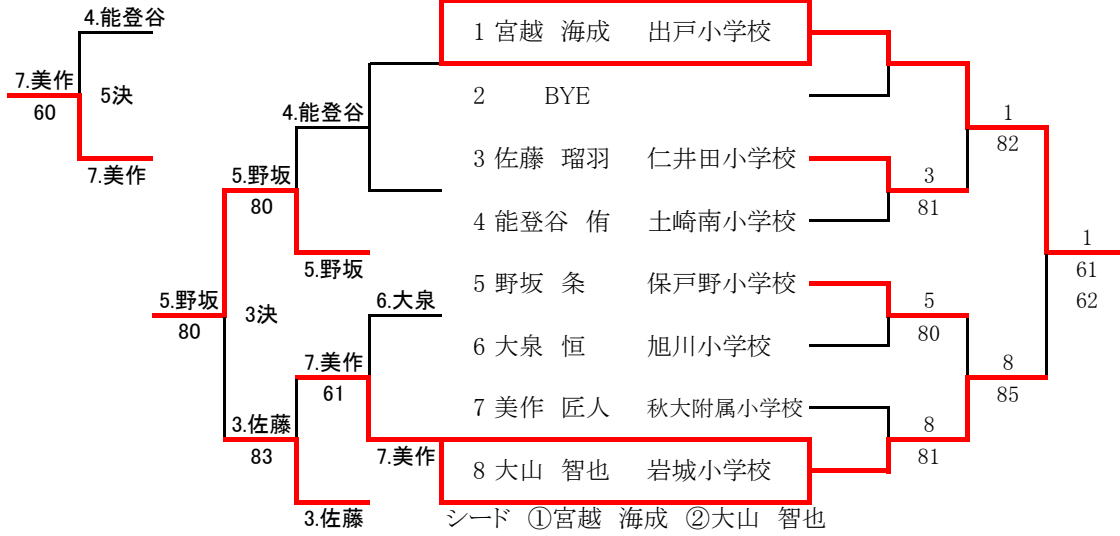 4.能登谷
7.美作
60
5決
7.美作
4.能登谷
5.野坂
80
5.野坂
5.野坂
80
3決
6.大泉
7.美作
61
3.佐藤
83
7.美作
3.佐藤
1 宮越 海成 出戸小学校
2 BYE
3 佐藤 瑠羽 仁井田小学校
4 能登谷 侑 土崎南小学校
5 野坂 条 保戸野小学校
6 大泉 恒 旭川小学校
7 美作 匠人 秋大附属小学校
8 大山 智也 岩城小学校
シード ①宮越 海成 ②大山 智也
3
81
5
80
8
81
1
82
8
85
1
61
62